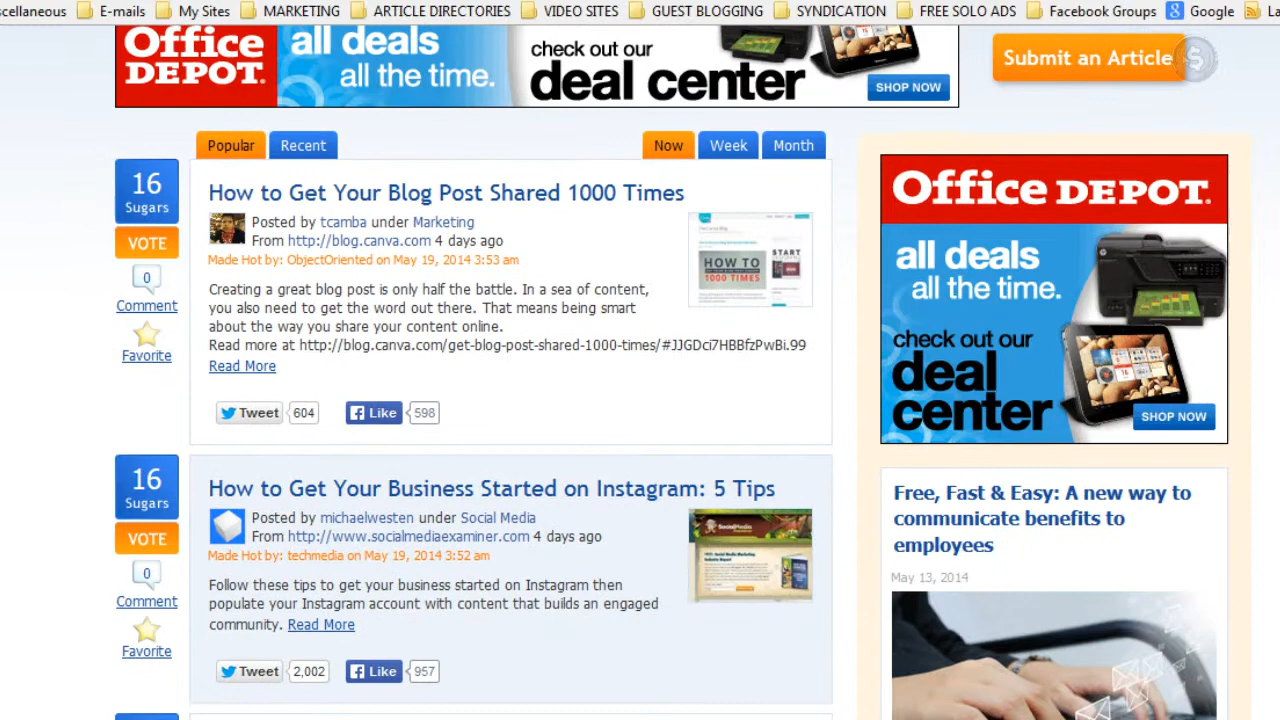 scellaneous E-mails My Sites MARKETING ARTICLE DIRECTORIES VIDEO SITES GUEST BLOGGING SYNDICATION FREE SOLO ADS Facebook Groups Google La
Office DEPOT.
all deals
all the time.
check out our
deal center
SHOP NOW
Submit an Article
Popular Recent Now Week Month
16
Sugars
VOTE
0
Comment
Favorite
How to Get Your Blog Post Shared 1000 Times
Posted by tcamba under Marketing
From http://blog.canva.com 4 days ago
Made Hot by: ObjectOriented on May 19, 2014 3:53 am
HOW TO
1000 TIMES
START
Creating a great blog post is only half the battle. In a sea of content,
you also need to get the word out there. That means being smart
about the way you share your content online.
Read more at http://blog.canva.com/get-blog-post-shared-1000-times/#JJGDci7HBBfzPwBi.99
Read More
Tweet 604 Like 598
16
Sugars
VOTE
0
Comment
Favorite
How to Get Your Business Started on Instagram: 5 Tips
Posted by michaelwesten under Social Media
From http://www.socialmediaexaminer.com 4 days ago
Made Hot by: techmedia on May 19, 2014 3:52 am
Follow these tips to get your business started on Instagram then
populate your Instagram account with content that builds an engaged
community. Read More
Tweet 2,002 Like 957
Office DEPOT.
all deals
all the time.
check out our
deal
center
SHOP NOW
Free, Fast & Easy: A new way to
communicate benefits to
employees
May 13, 2014